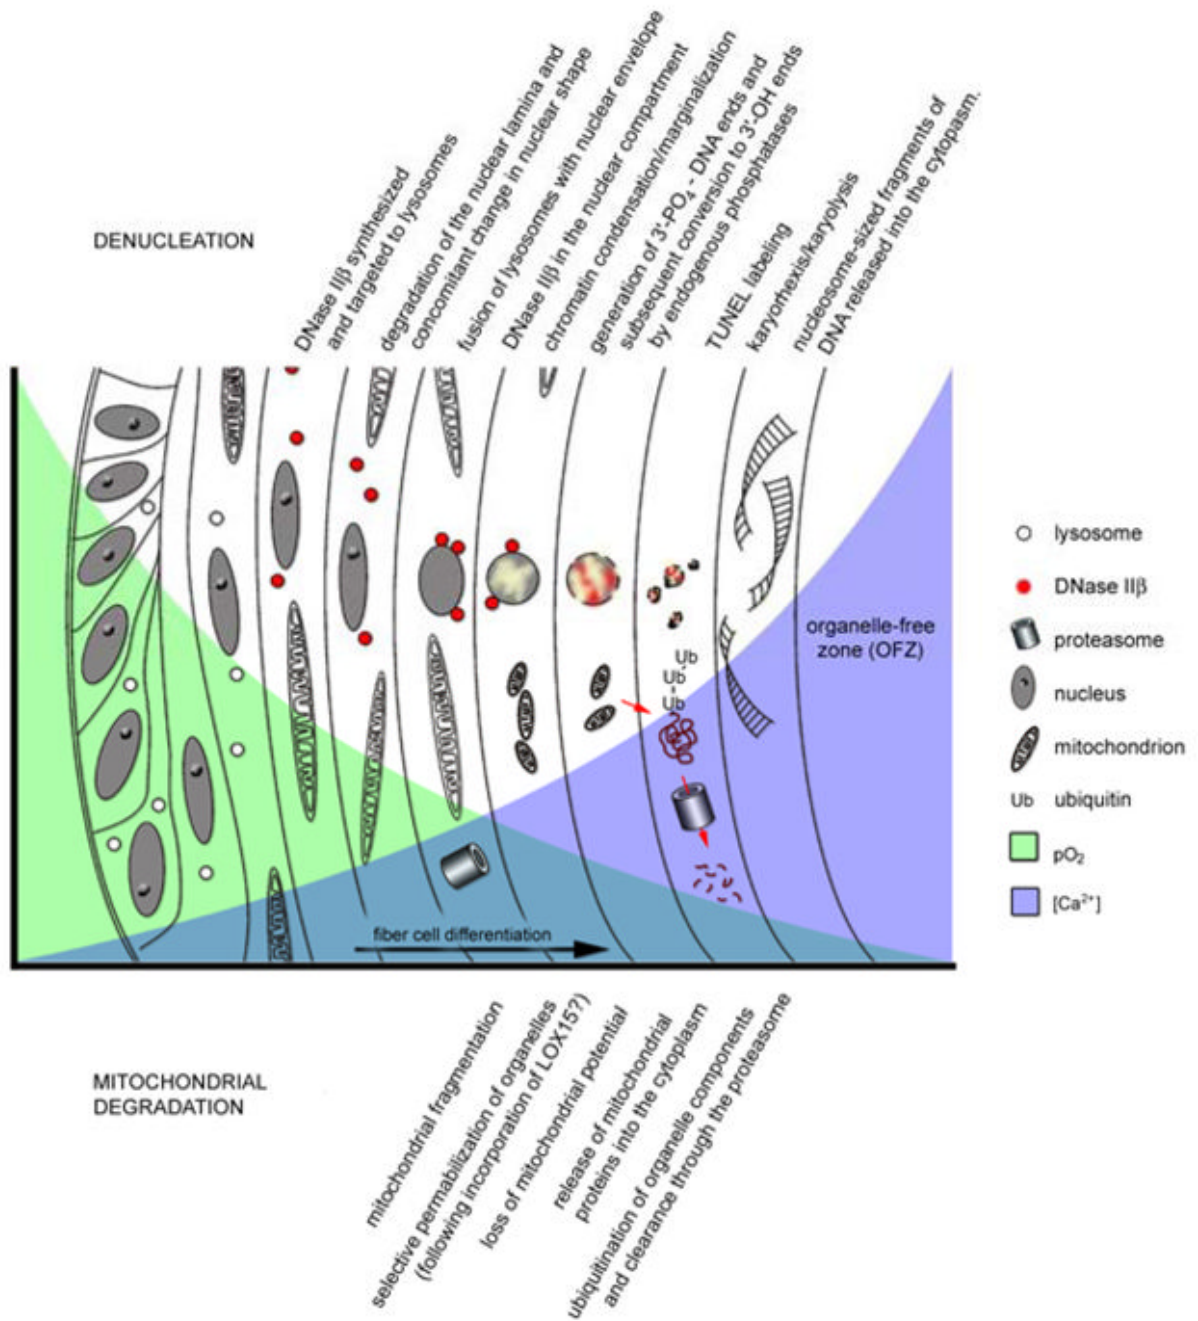 DENUCLEATION
DNase IIβ synthesized
and targeted to lysosomes
degradation of the nuclear lamina and
concomitant change in nuclear shape
fusion of lysosomes with nuclear envelope
DNase IIβ in the nuclear compartment
chromatin condensation/marginalization
generation of 3'-PO₄ - DNA ends and
subsequent conversion to 3'-OH ends
by endogenous phosphatases
TUNEL labeling
karyorhexis/karyolysis
nucleosome-sized fragments of
DNA released into the cytopasm.
Ub
Ub
Ub
organelle-free
zone (OFZ)
fiber cell differentiation
lysosome
DNase IIβ
proteasome
nucleus
mitochondrion
Ub ubiquitin
pO₂
[Ca²⁺]
MITOCHONDRIAL
DEGRADATION
mitochondrial fragmentation
selective permabilization of organelles
(following incorporation of LOX15?)
loss of mitochondrial potential
release of mitochondrial
proteins into the cytoplasm
ubiquitination of organelle components
and clearance through the proteasome